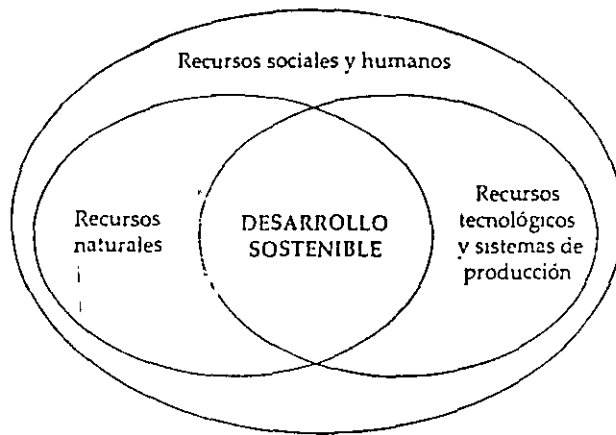 Recursos sociales y humanos
Recursos
naturales
DESARROLLO
SOSTENIBLE
Recursos
tecnológicos
y sistemas de
producción